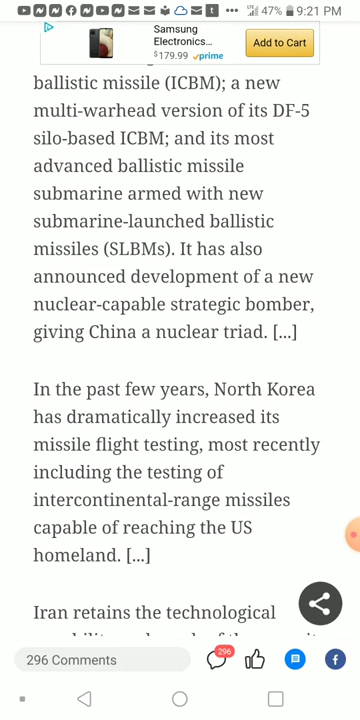 47% 9:21 PM
Samsung
Electronics...
$179.99 prime
Add to Cart
ballistic missile (ICBM); a new
multi-warhead version of its DF-5
silo-based ICBM; and its most
advanced ballistic missile
submarine armed with new
submarine-launched ballistic
missiles (SLBMs). It has also
announced development of a new
nuclear-capable strategic bomber,
giving China a nuclear triad. [...]
In the past few years, North Korea
has dramatically increased its
missile flight testing, most recently
including the testing of
intercontinental-range missiles
capable of reaching the US
homeland. [...]
Iran retains the technological
296 Comments
296